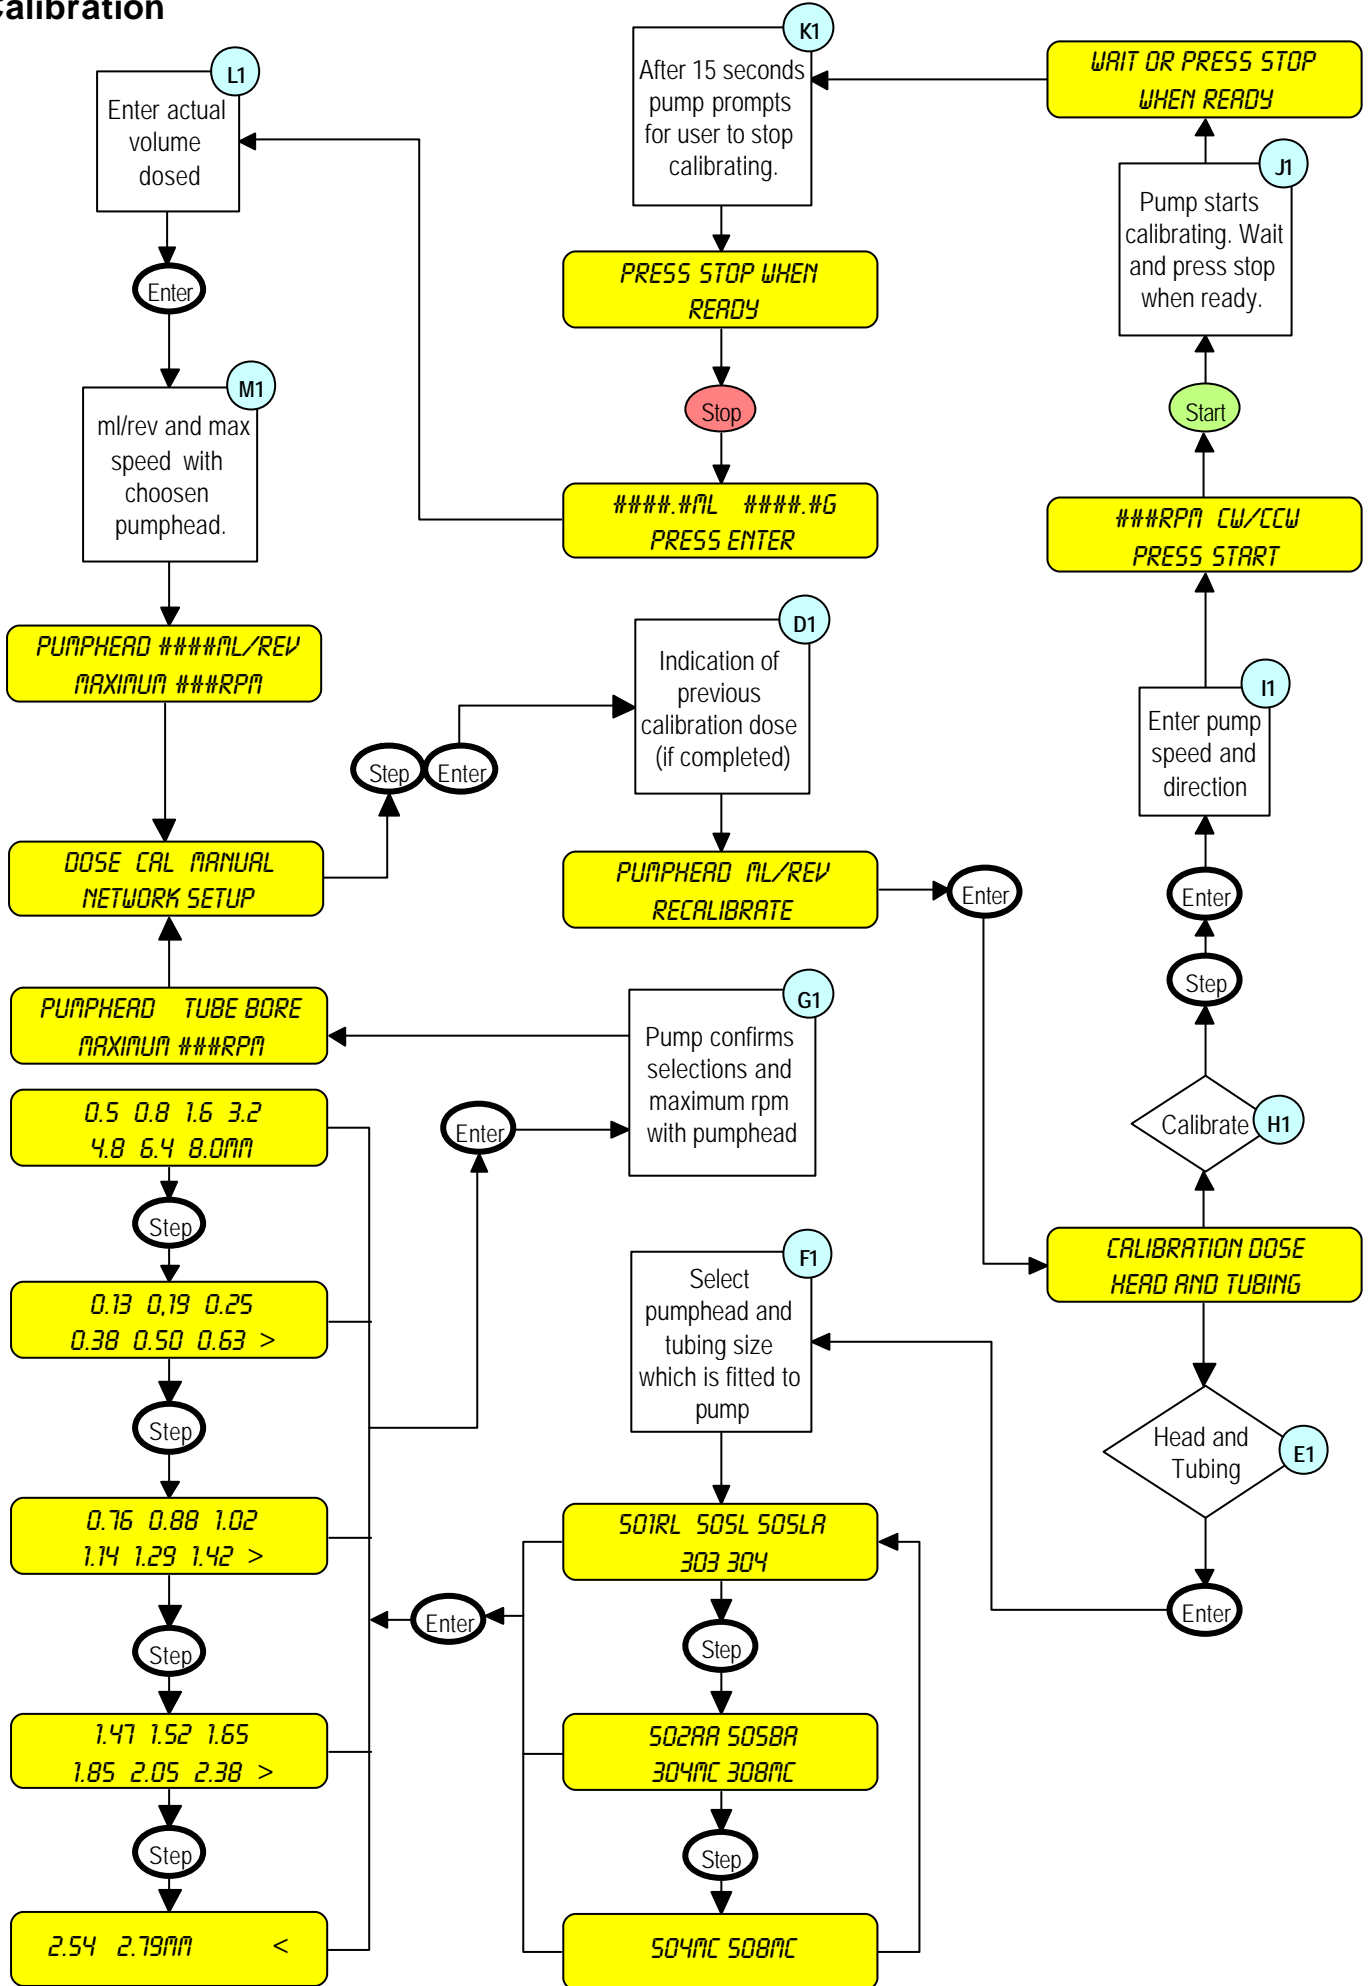 Calibration
L1
Enter actual
volume
dosed
Enter
M1
ml/rev and max
speed with
choosen
pumphead.
PUMPHEAD ####ML/REV
MAXIMUM ###RPM
DOSE CAL MANUAL
NETWORK SETUP
PUMPHEAD TUBE BORE
MAXIMUM ###RPM
0.5 0.8 1.6 3.2
4.8 6.4 8.0MM
Step
0.13 0,19 0.25
0.38 0.50 0.63 >
Step
0.76 0.88 1.02
1.14 1.29 1.42 >
Step
1.47 1.52 1.65
1.85 2.05 2.38 >
Step
2.54 2.79MM <
K1
After 15 seconds
pump prompts
for user to stop
calibrating.
PRESS STOP WHEN
READY
Stop
####.#ML ####.#G
PRESS ENTER
Step
Enter
D1
Indication of
previous
calibration dose
(if completed)
PUMPHEAD ML/REV
RECALIBRATE
Enter
G1
Pump confirms
selections and
maximum rpm
with pumphead
Enter
F1
Select
pumphead and
tubing size
which is fitted to
pump
501RL 505L 505LA
303 304
Enter
Step
502AA 505BA
304MC 308MC
Step
504MC 508MC
WAIT OR PRESS STOP
WHEN READY
J1
Pump starts
calibrating. Wait
and press stop
when ready.
Start
###RPM CW/CCW
PRESS START
I1
Enter pump
speed and
direction
Enter
Step
Calibrate
H1
CALIBRATION DOSE
HEAD AND TUBING
Head and
Tubing
E1
Enter